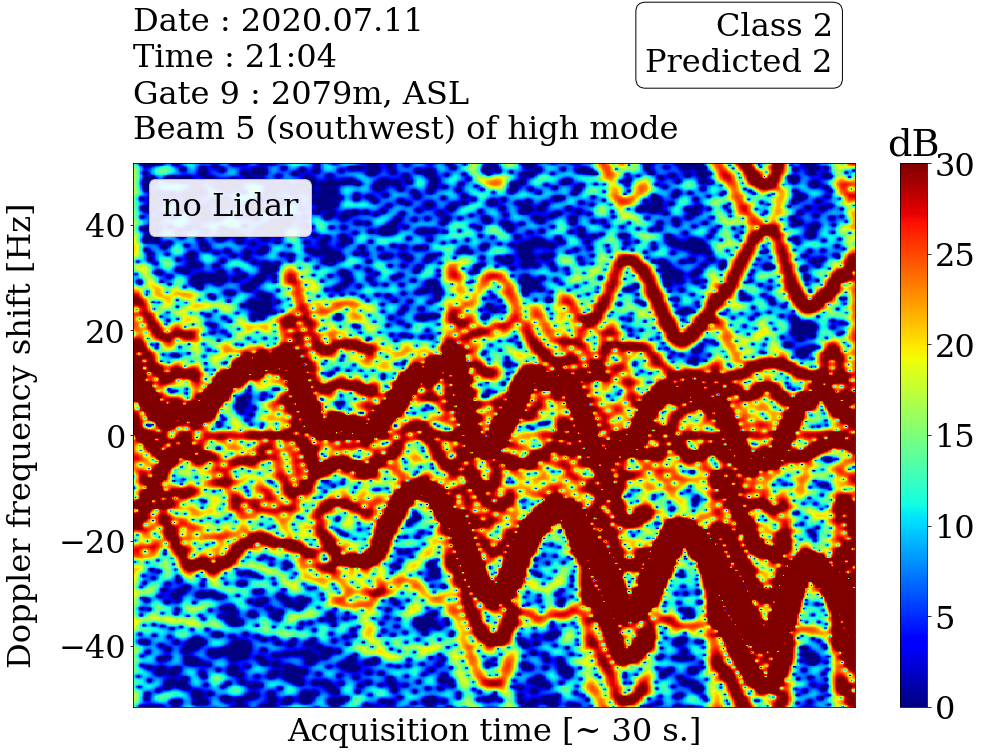 Date : 2020.07.11
Time : 21:04
Gate 9 : 2079m, ASL
Beam 5 (southwest) of high mode
Class 2
Predicted 2
dB
no Lidar
Doppler frequency shift [Hz]
40
20
0
−20
−40
30
25
20
15
10
5
0
Acquisition time [~ 30 s.]